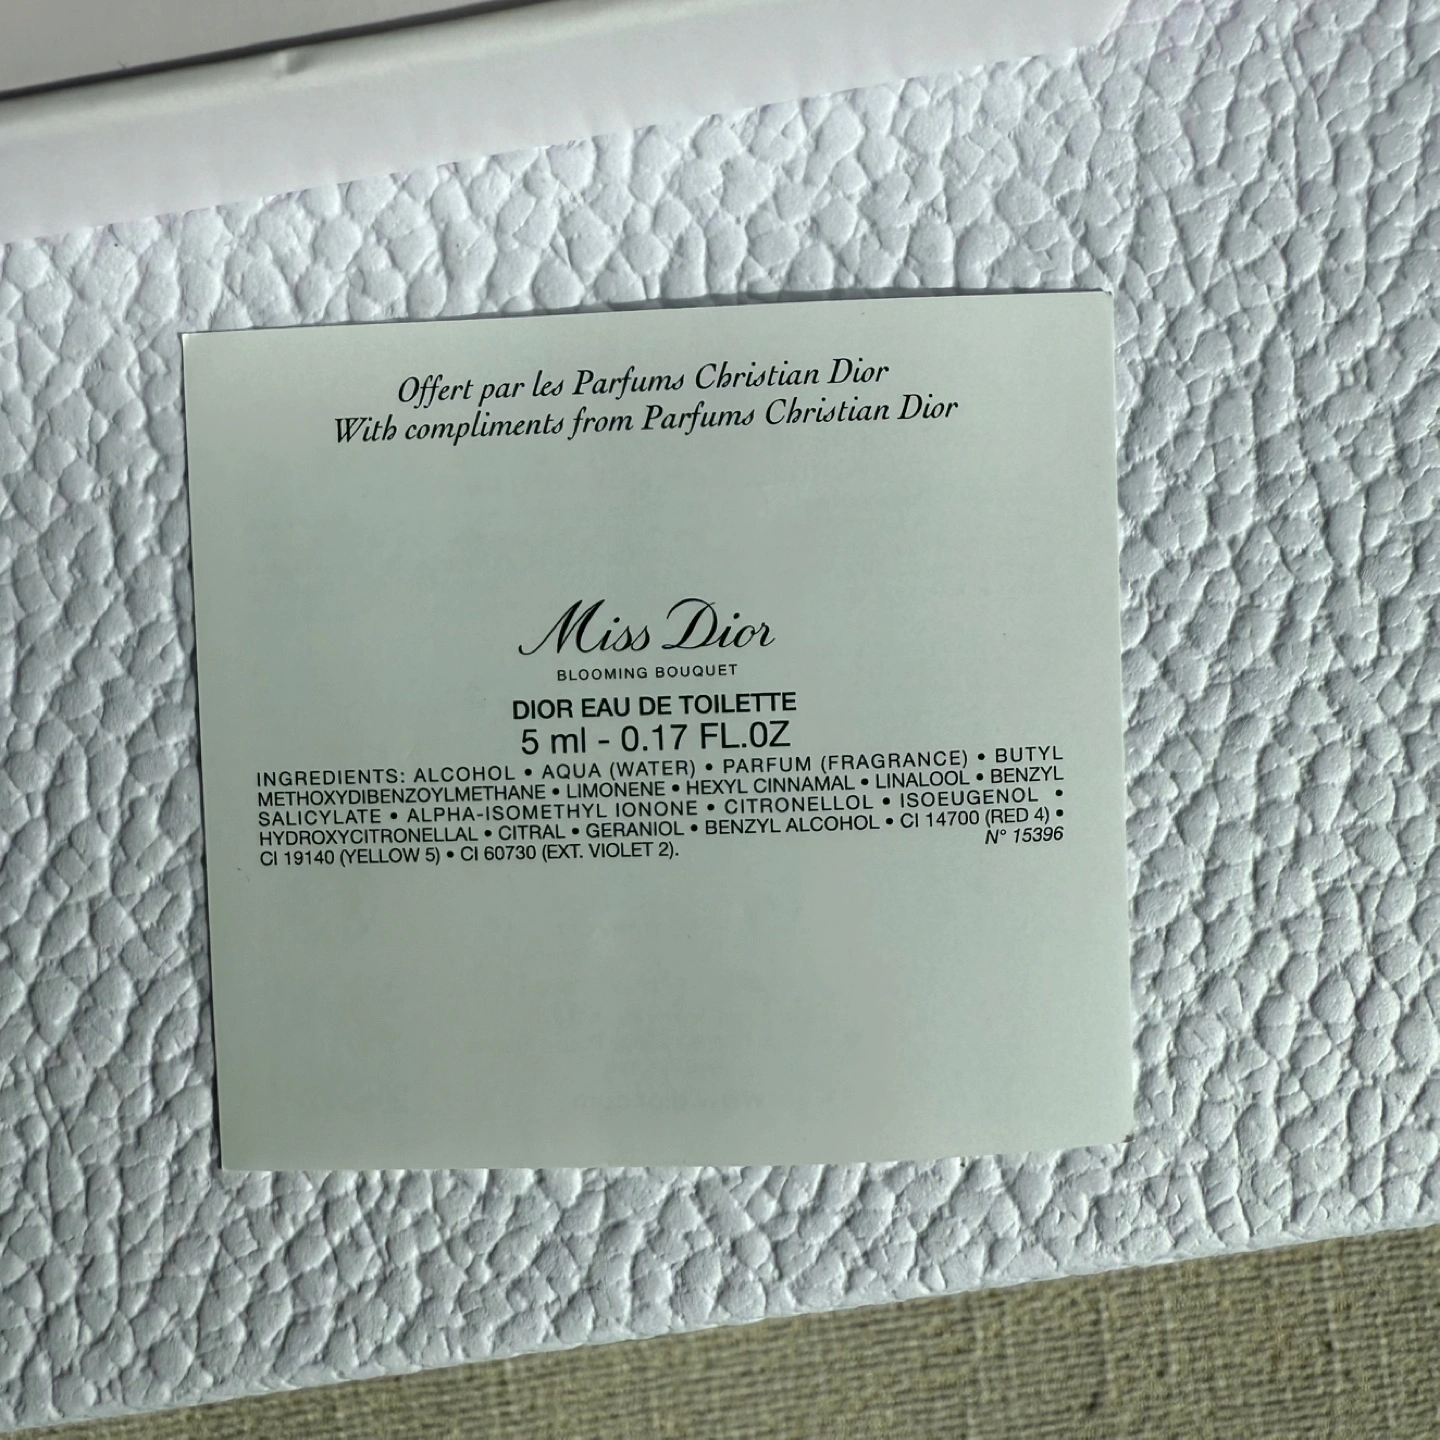 Offert par les Parfums Christian Dior
With compliments from Parfums Christian Dior
Miss Dior
BLOOMING BOUQUET
DIOR EAU DE TOILETTE
5 ml - 0.17 FL.OZ
INGREDIENTS: ALCOHOL • AQUA (WATER) • PARFUM (FRAGRANCE) • BUTYL
METHOXYDIBENZOYLMETHANE • LIMONENE • HEXYL CINNAMAL • LINALOOL • BENZYL
SALICYLATE • ALPHA-ISOMETHYL IONONE • CITRONELLOL • ISOEUGENOL •
HYDROXYCITRONELLAL • CITRAL • GERANIOL • BENZYL ALCOHOL • CI 14700 (RED 4) •
CI 19140 (YELLOW 5) • CI 60730 (EXT. VIOLET 2).
N° 15396